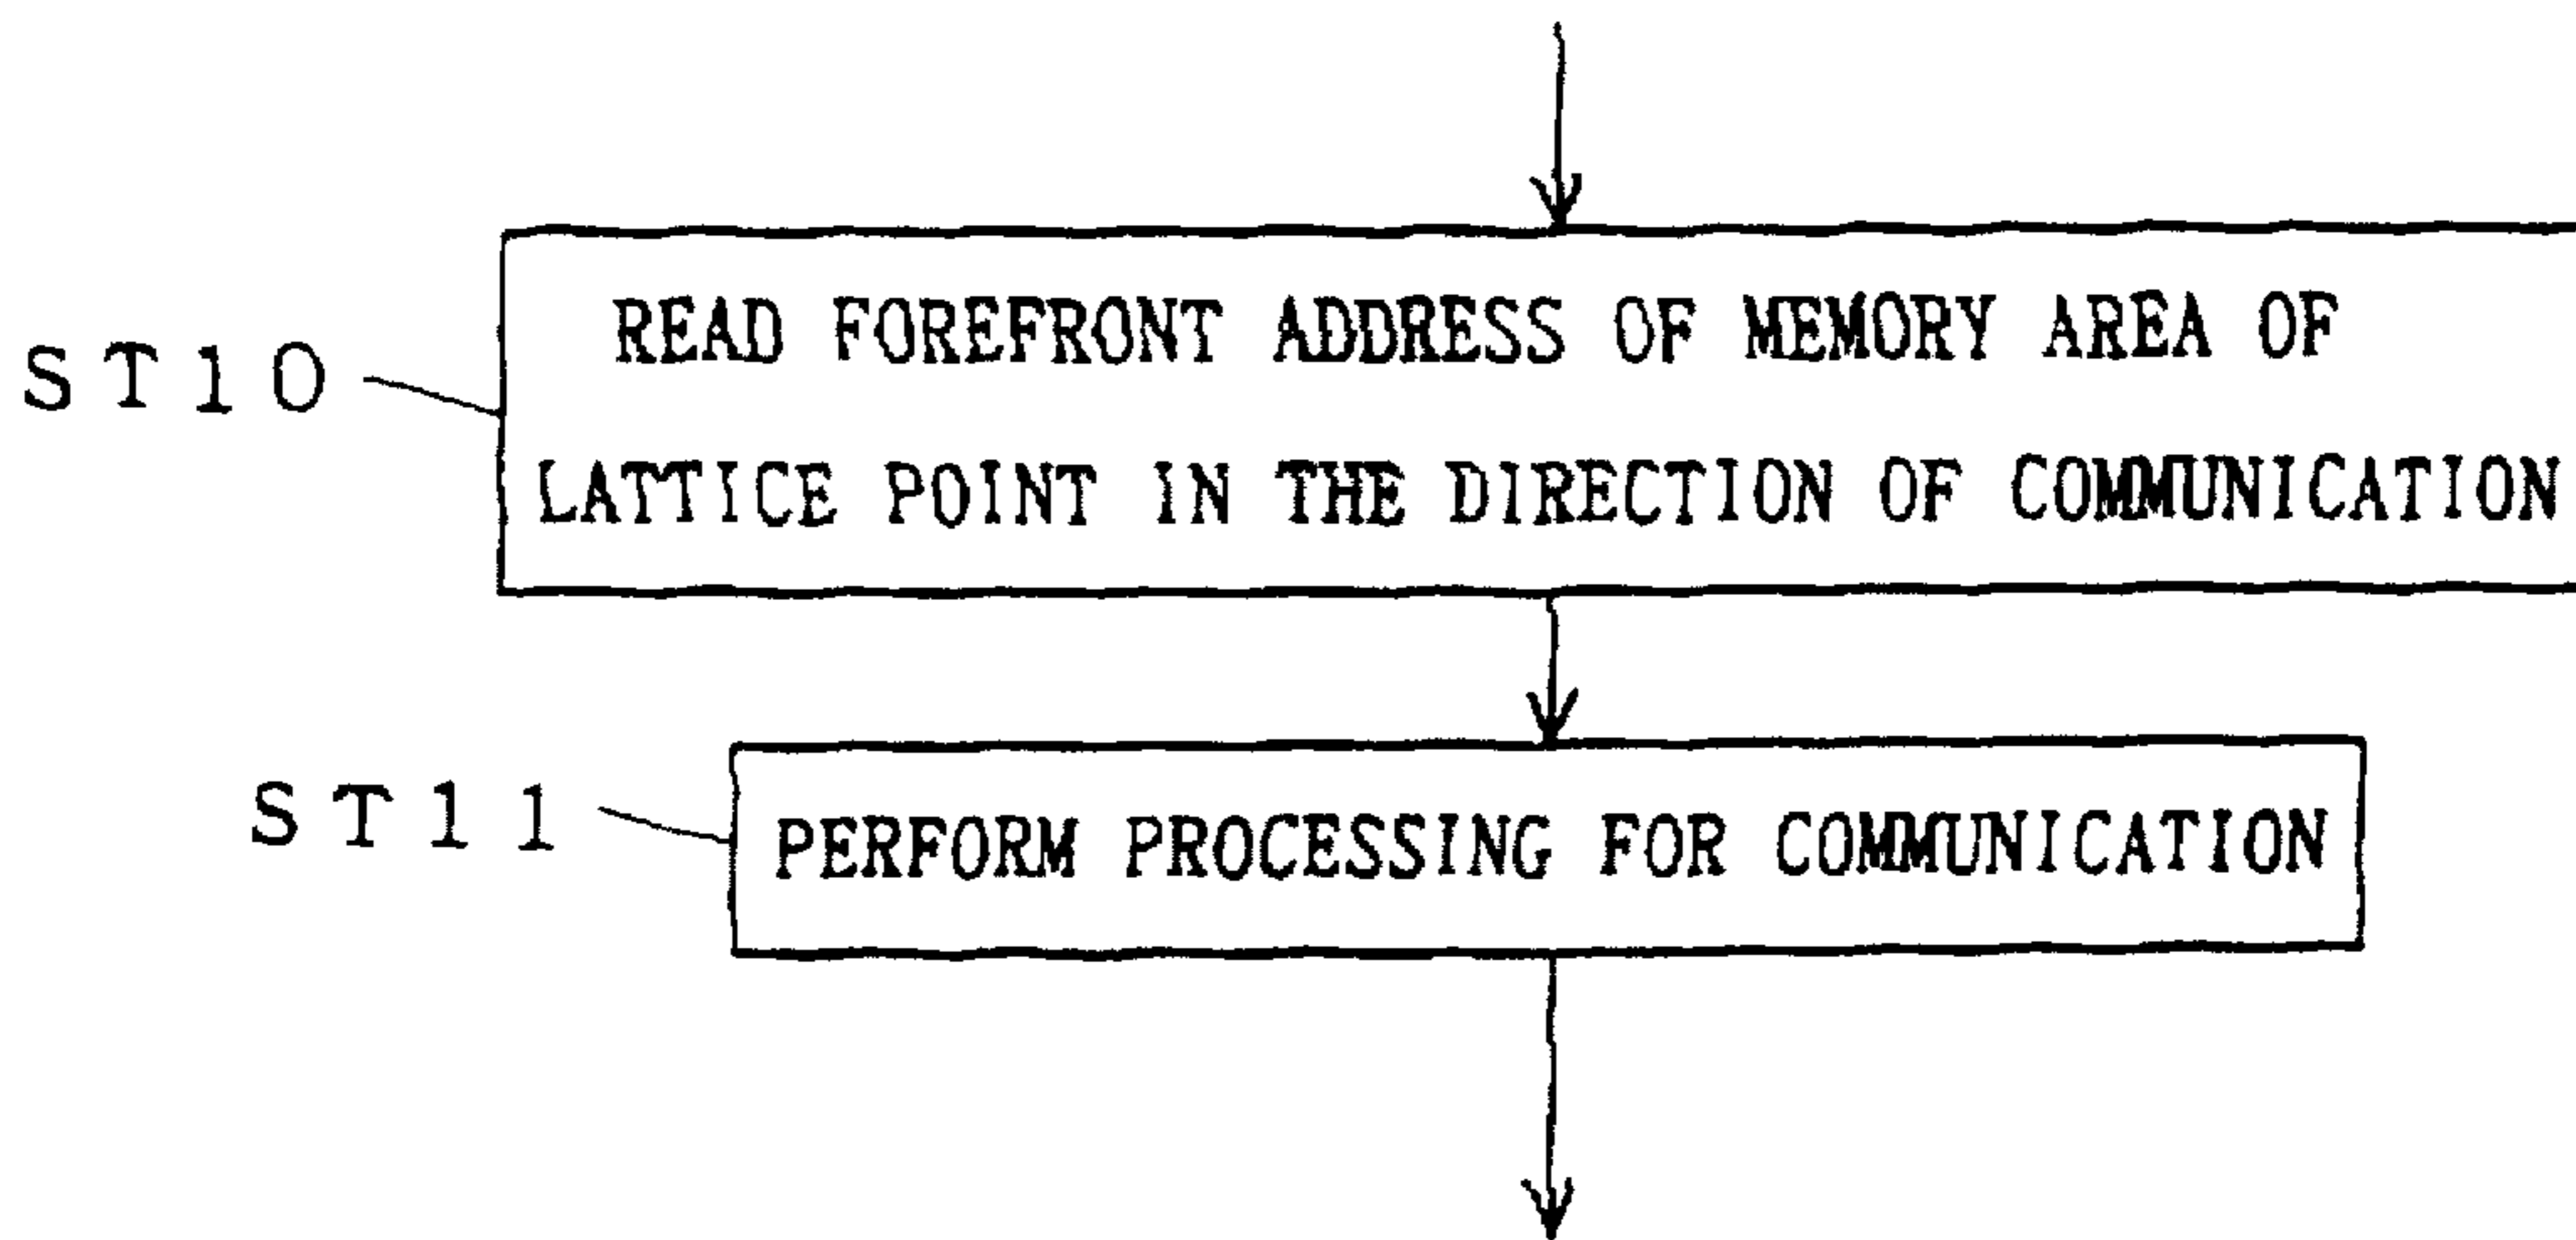 READ FOREFRONT ADDRESS OF MEMORY AREA OF
ST10
LATTICE POINT IN THE DIRECTION OF COMMUNICATION
ST11
PERFORM PROCESSING FOR COMMUNICATION